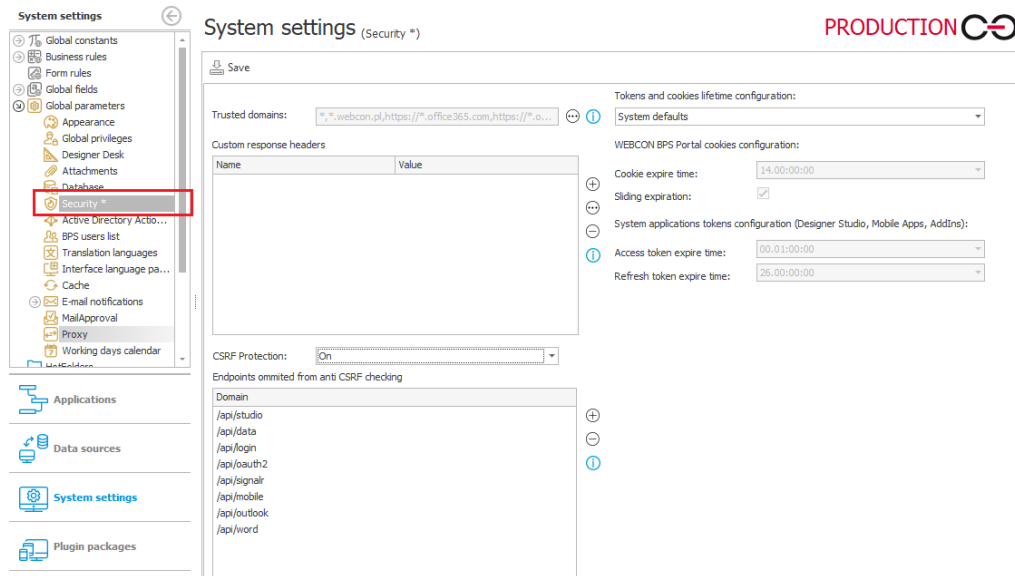 System settings
Global constants
Business rules
Form rules
Global fields
Global parameters
Appearance
Global privileges
Designer Desk
Attachments
Database
Security *
Active Directory Actio...
BPS users list
Translation languages
Interface language pa...
Cache
E-mail notifications
MailApproval
Proxy
Working days calendar
HotFolders
Applications
Data sources
System settings
Plugin packages
System settings (Security *)
PRODUCTION
Save
Trusted domains:
*,*.webcon.pl,https://*.office365.com,https://*.o...
Custom response headers
Name Value
CSRF Protection:
On
Endpoints ommited from anti CSRF checking
Domain
/api/studio
/api/data
/api/login
/api/oauth2
/api/signalr
/api/mobile
/api/outlook
/api/word
Tokens and cookies lifetime configuration:
System defaults
WEBCON BPS Portal cookies configuration:
Cookie expire time:
14.00:00:00
Sliding expiration:
System applications tokens configuration (Designer Studio, Mobile Apps, AddIns):
Access token expire time:
00.01:00:00
Refresh token expire time:
26.00:00:00